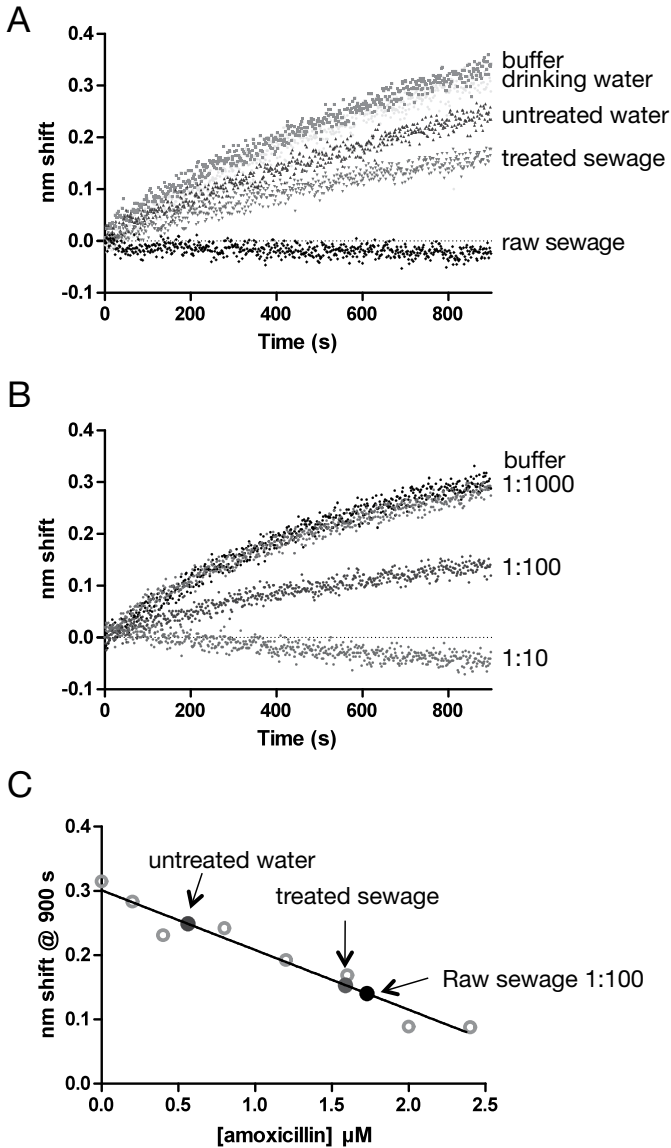 A
0.4
0.3
0.2
0.1
0.0
-0.1
nm shift
0 200 400 600 800
Time (s)
buffer
drinking water
untreated water
treated sewage
raw sewage
B
0.4
0.3
0.2
0.1
0.0
-0.1
nm shift
0 200 400 600 800
Time (s)
buffer
1:1000
1:100
1:10
C
0.4
0.3
0.2
0.1
0.0
nm shift @ 900 s
0.0 0.5 1.0 1.5 2.0 2.5
[amoxicillin] μM
untreated water
treated sewage
Raw sewage 1:100